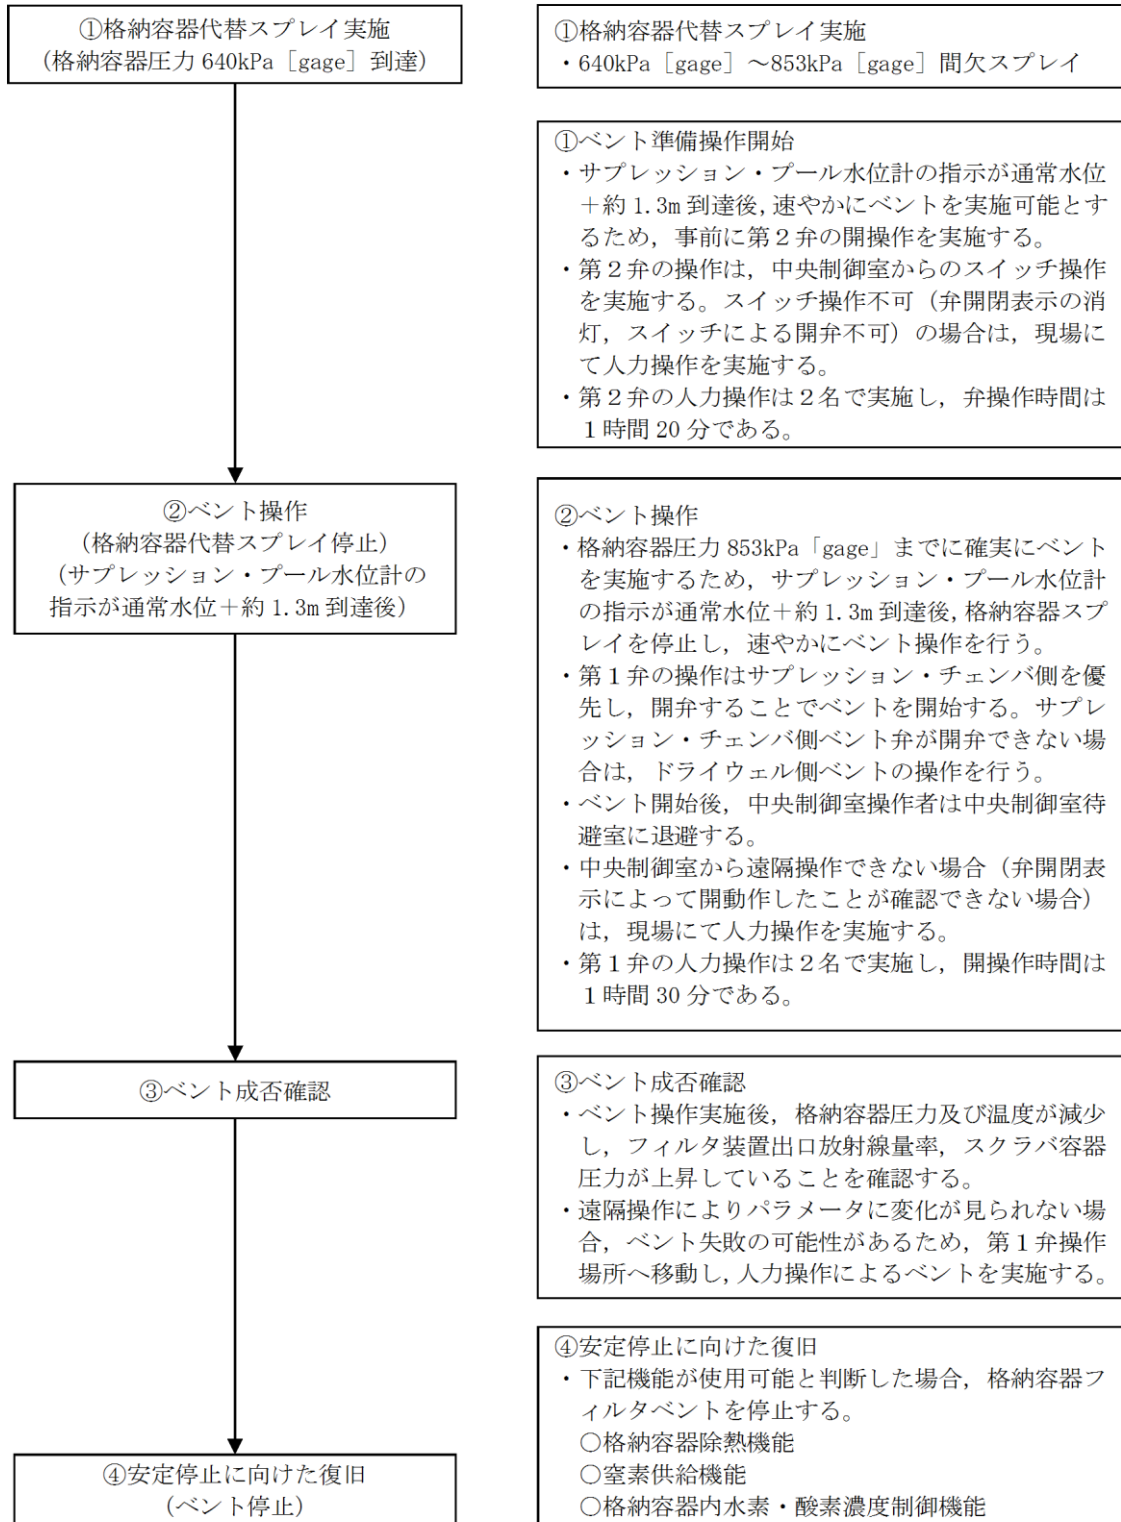 ①格納容器代替スプレイ実施
(格納容器圧力 640kPa［gage］到達)
①格納容器代替スプレイ実施
・640kPa［gage］～853kPa［gage］間欠スプレイ
①ベント準備操作開始
・サプレッション・プール水位計の指示が通常水位
＋約 1.3m 到達後，速やかにベントを実施可能とす
るため，事前に第２弁の開操作を実施する。
・第２弁の操作は，中央制御室からのスイッチ操作
を実施する。スイッチ操作不可（弁開閉表示の消
灯，スイッチによる開弁不可）の場合は，現場に
て人力操作を実施する。
・第２弁の人力操作は２名で実施し，弁操作時間は
１時間 20 分である。
②ベント操作
（格納容器代替スプレイ停止）
（サプレッション・プール水位計の
指示が通常水位＋約 1.3m 到達後）
②ベント操作
・格納容器圧力 853kPa「gage」までに確実にベント
を実施するため，サプレッション・プール水位計
の指示が通常水位＋約 1.3m 到達後，格納容器スプ
レイを停止し，速やかにベント操作を行う。
・第１弁の操作はサプレッション・チェンバ側を優
先し，開弁することでベントを開始する。サプレ
ッション・チェンバ側ベント弁が開弁できない場
合は，ドライウェル側ベントの操作を行う。
・ベント開始後，中央制御室操作者は中央制御室待
避室に退避する。
・中央制御室から遠隔操作できない場合（弁開閉表
示によって開動作したことが確認できない場合）
は，現場にて人力操作を実施する。
・第１弁の人力操作は２名で実施し，開操作時間は
１時間 30 分である。
③ベント成否確認
③ベント成否確認
・ベント操作実施後，格納容器圧力及び温度が減少
し，フィルタ装置出口放射線量率，スクラバ容器
圧力が上昇していることを確認する。
・遠隔操作によりパラメータに変化が見られない場
合，ベント失敗の可能性があるため，第１弁操作
場所へ移動し，人力操作によるベントを実施する。
④安定停止に向けた復旧
(ベント停止)
④安定停止に向けた復旧
・下記機能が使用可能と判断した場合，格納容器フ
ィルタベントを停止する。
○格納容器除熱機能
○窒素供給機能
○格納容器内水素・酸素濃度制御機能